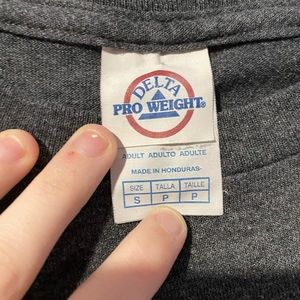 DELTA
PRO WEIGHT®
ADULT ADULTO ADULTE
MADE IN HONDURAS
SIZE TALLA TAILLE
S P P